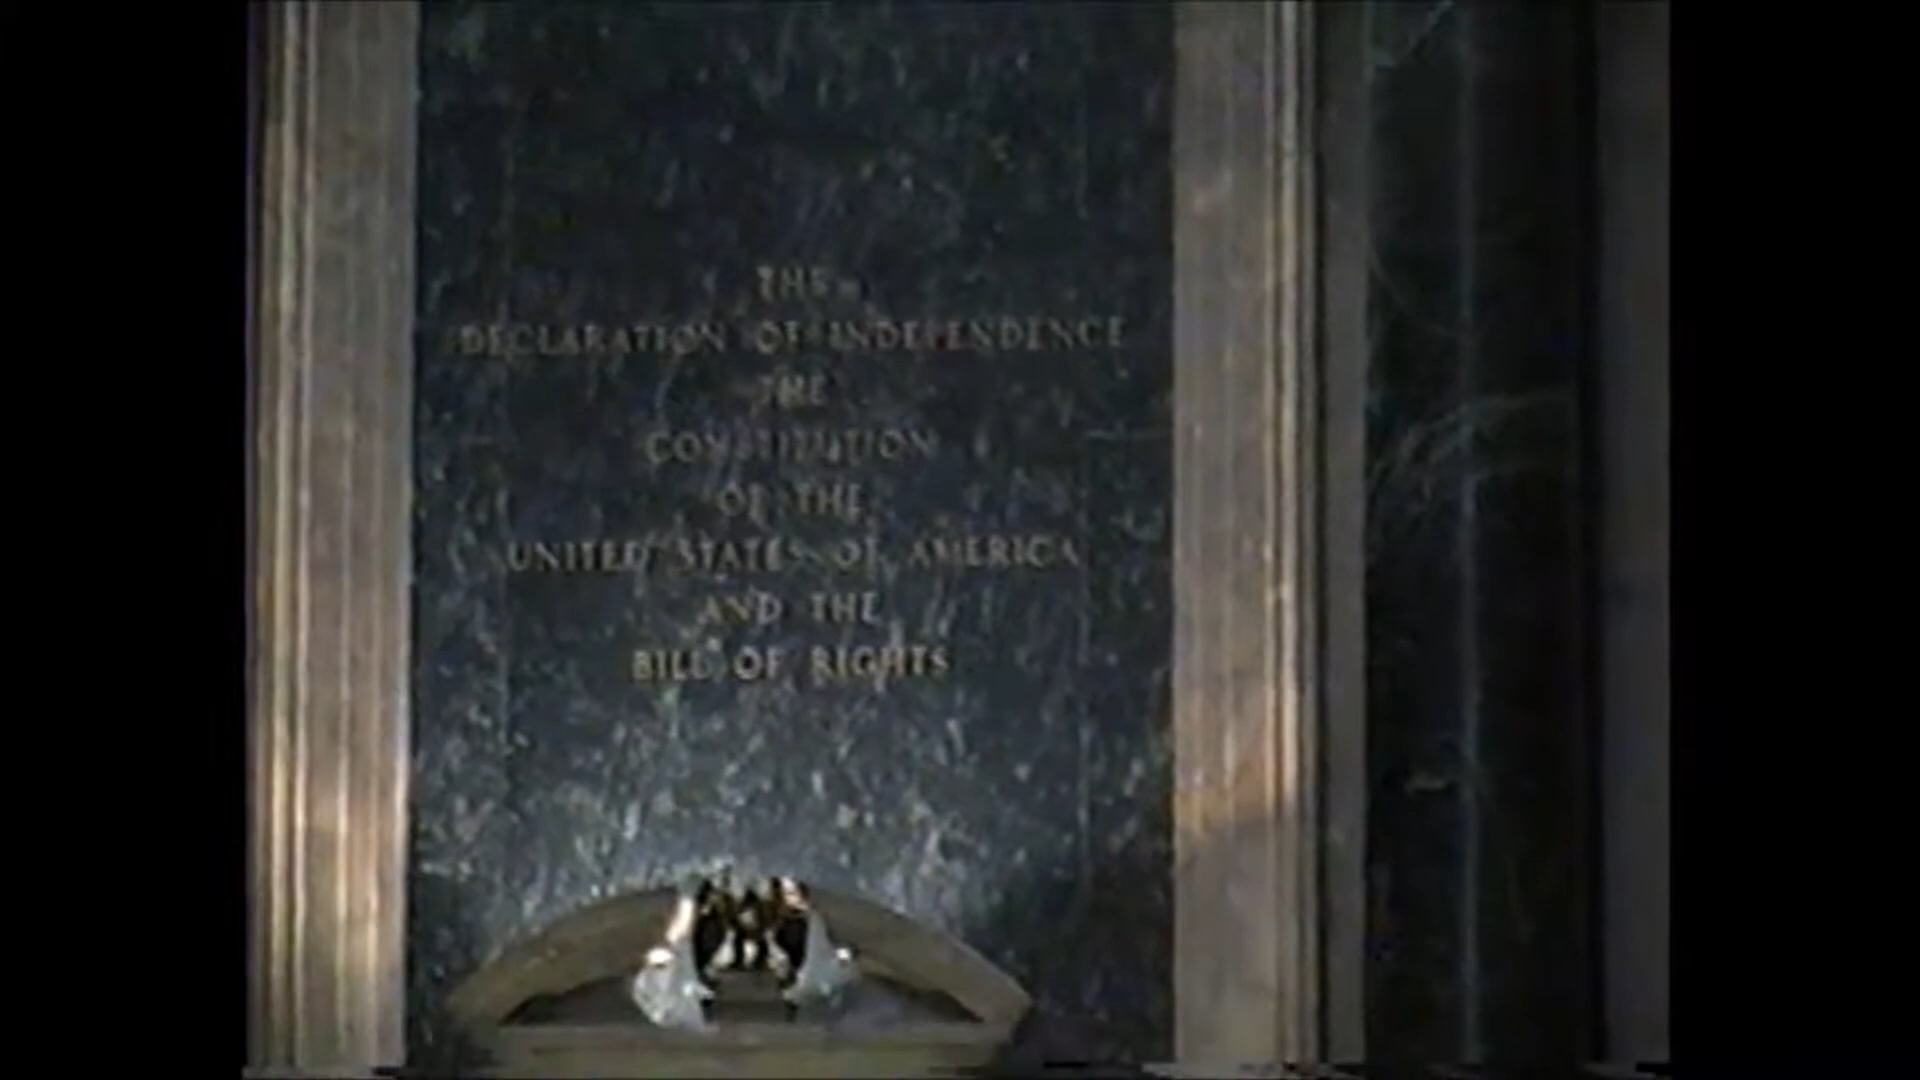 THE
DECLARATION OF INDEPENDENCE
THE
CONSTITUTION
OF THE
UNITED STATES OF AMERICA
AND THE
BILL OF RIGHTS